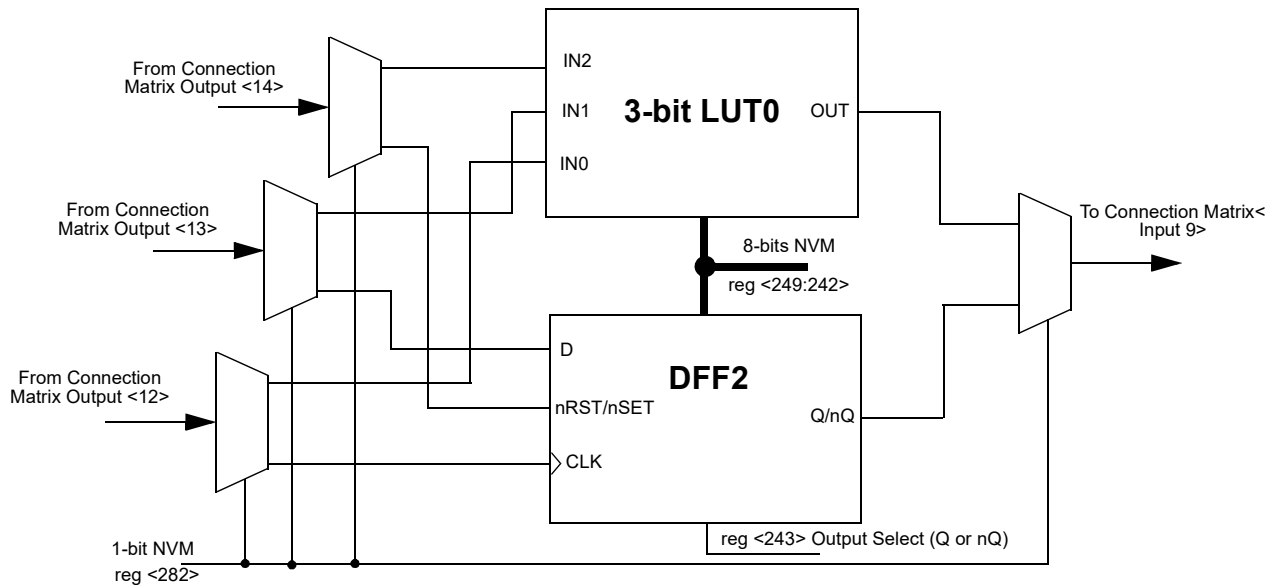 From Connection
Matrix Output <14>
IN2
IN1
IN0
3-bit LUT0
OUT
From Connection
Matrix Output <13>
To Connection Matrix<
Input 9>
8-bits NVM
reg <249:242>
From Connection
Matrix Output <12>
D
DFF2
nRST/nSET
Q/nQ
CLK
reg <243> Output Select (Q or nQ)
1-bit NVM
reg <282>